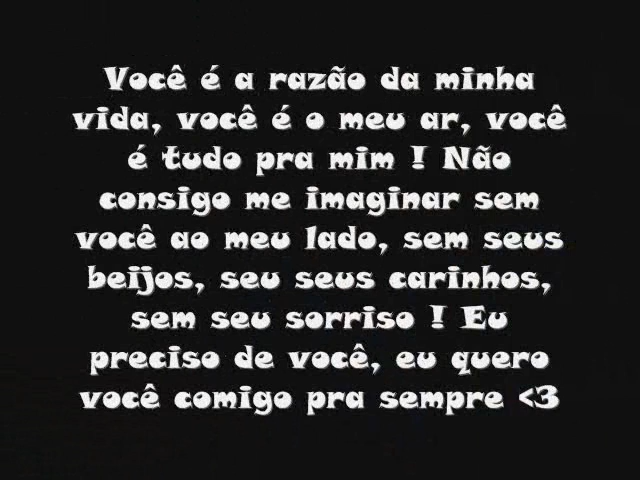 Você é a razão da minha
vida, você é o meu ar, você
é tudo pra mim ! Não
consigo me imaginar sem
você ao meu lado, sem seus
beijos, seu seus carinhos,
sem seu sorriso ! Eu
preciso de você, eu quero
você comigo pra sempre <3